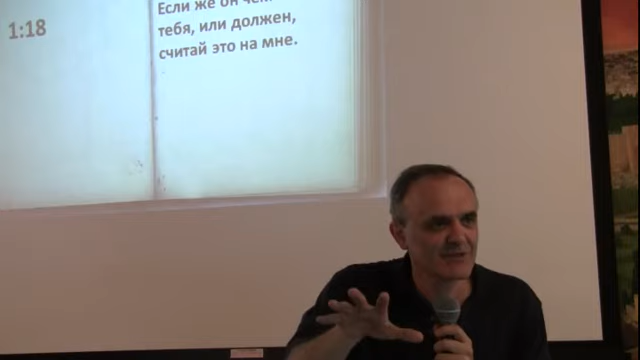 1:18
Если же он
тебя, или должен,
считай это на мне.